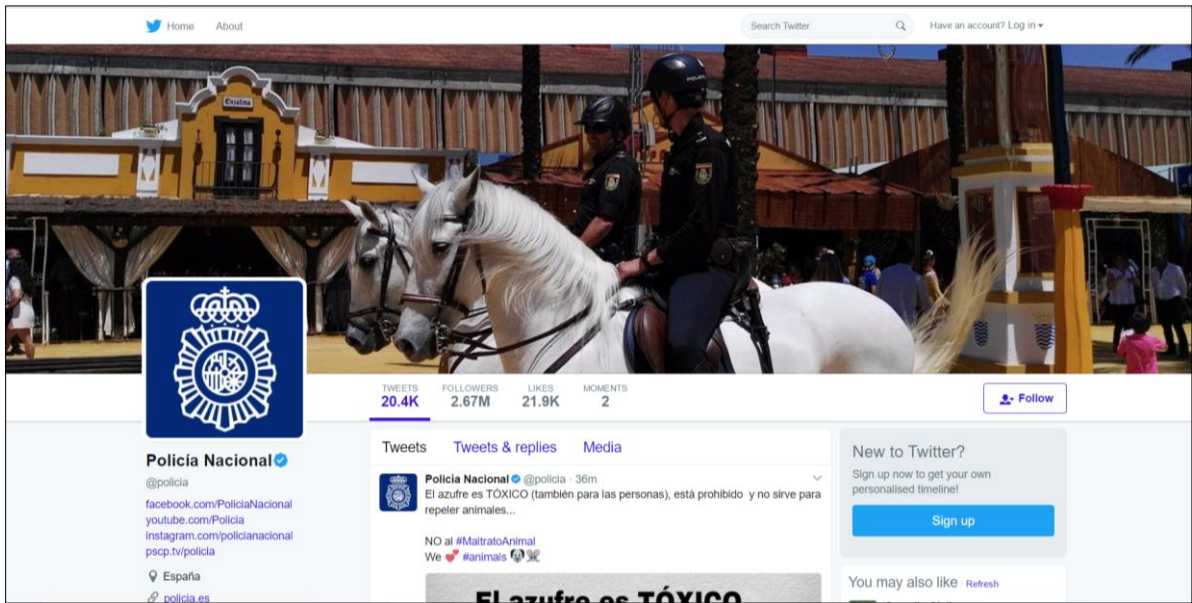 Home About
Search Twitter
Have an account? Log in
Enjalma
POLICIA
TWEETS FOLLOWERS LIKES MOMENTS
20.4K 2.67M 21.9K 2
Follow
Policía Nacional
@policia
facebook.com/PoliciaNacional
youtube.com/Policia
instagram.com/policianacional
pscp.tv/policia
España
policia.es
Tweets Tweets & replies Media
Policía Nacional @policia · 36m
El azufre es TÓXICO (también para las personas), está prohibido y no sirve para
repeler animales...
NO al #MaltratoAnimal
We 💕 #animals 🐶🐭
El azufre es TÓXICO
New to Twitter?
Sign up now to get your own
personalised timeline!
Sign up
You may also like · Refresh